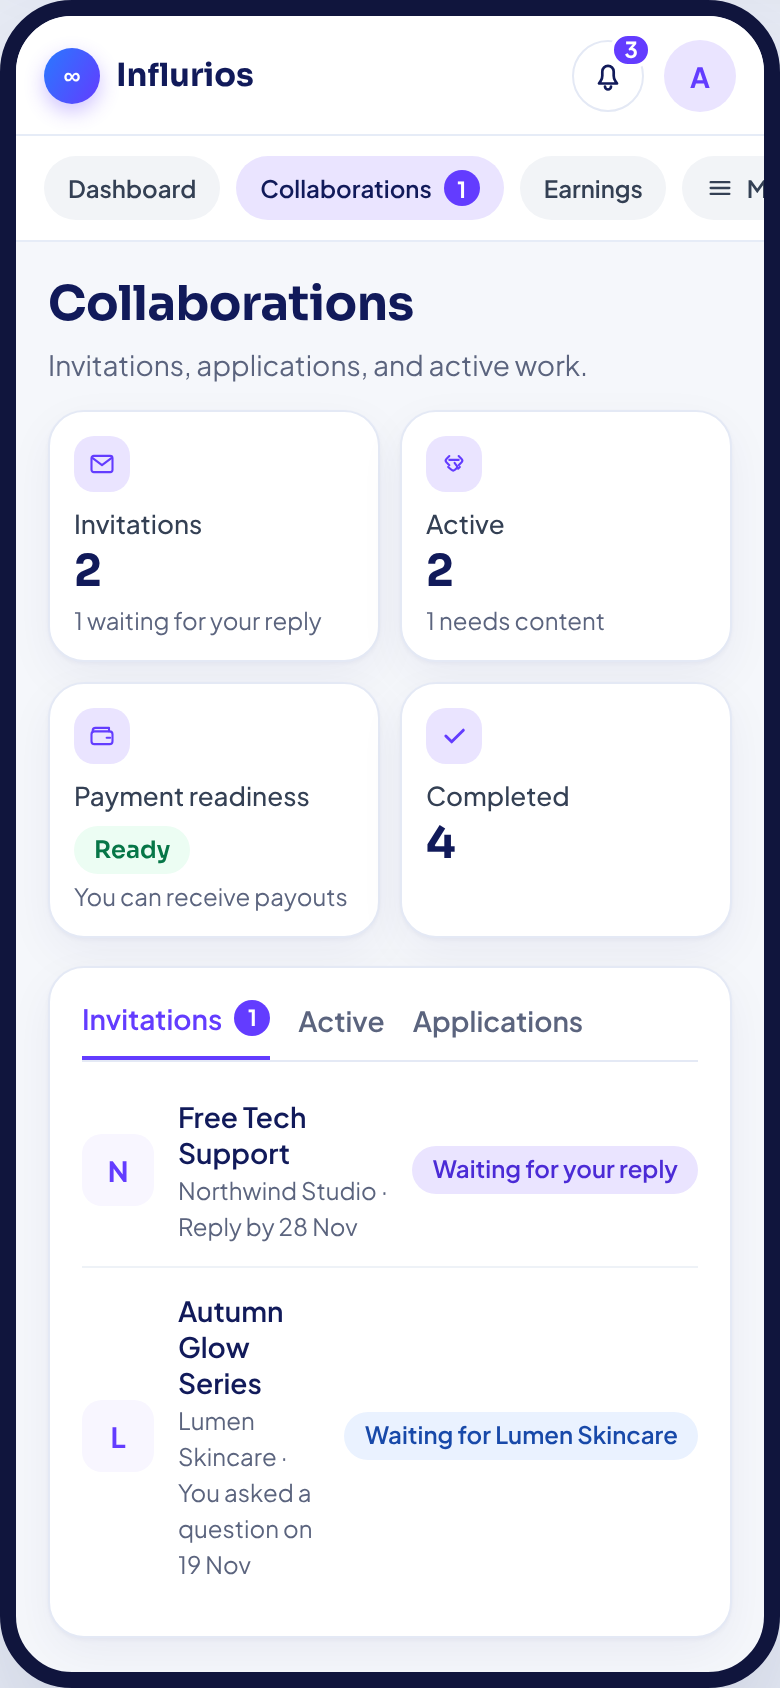 ∞ Influrios 3 A
Dashboard Collaborations 1 Earnings M
Collaborations
Invitations, applications, and active work.
Invitations
2
1 waiting for your reply
Active
2
1 needs content
Payment readiness
Ready
You can receive payouts
Completed
4
Invitations 1 Active Applications
N
Free Tech
Support
Northwind Studio ·
Reply by 28 Nov
Waiting for your reply
L
Autumn
Glow
Series
Lumen
Skincare ·
You asked a
question on
19 Nov
Waiting for Lumen Skincare